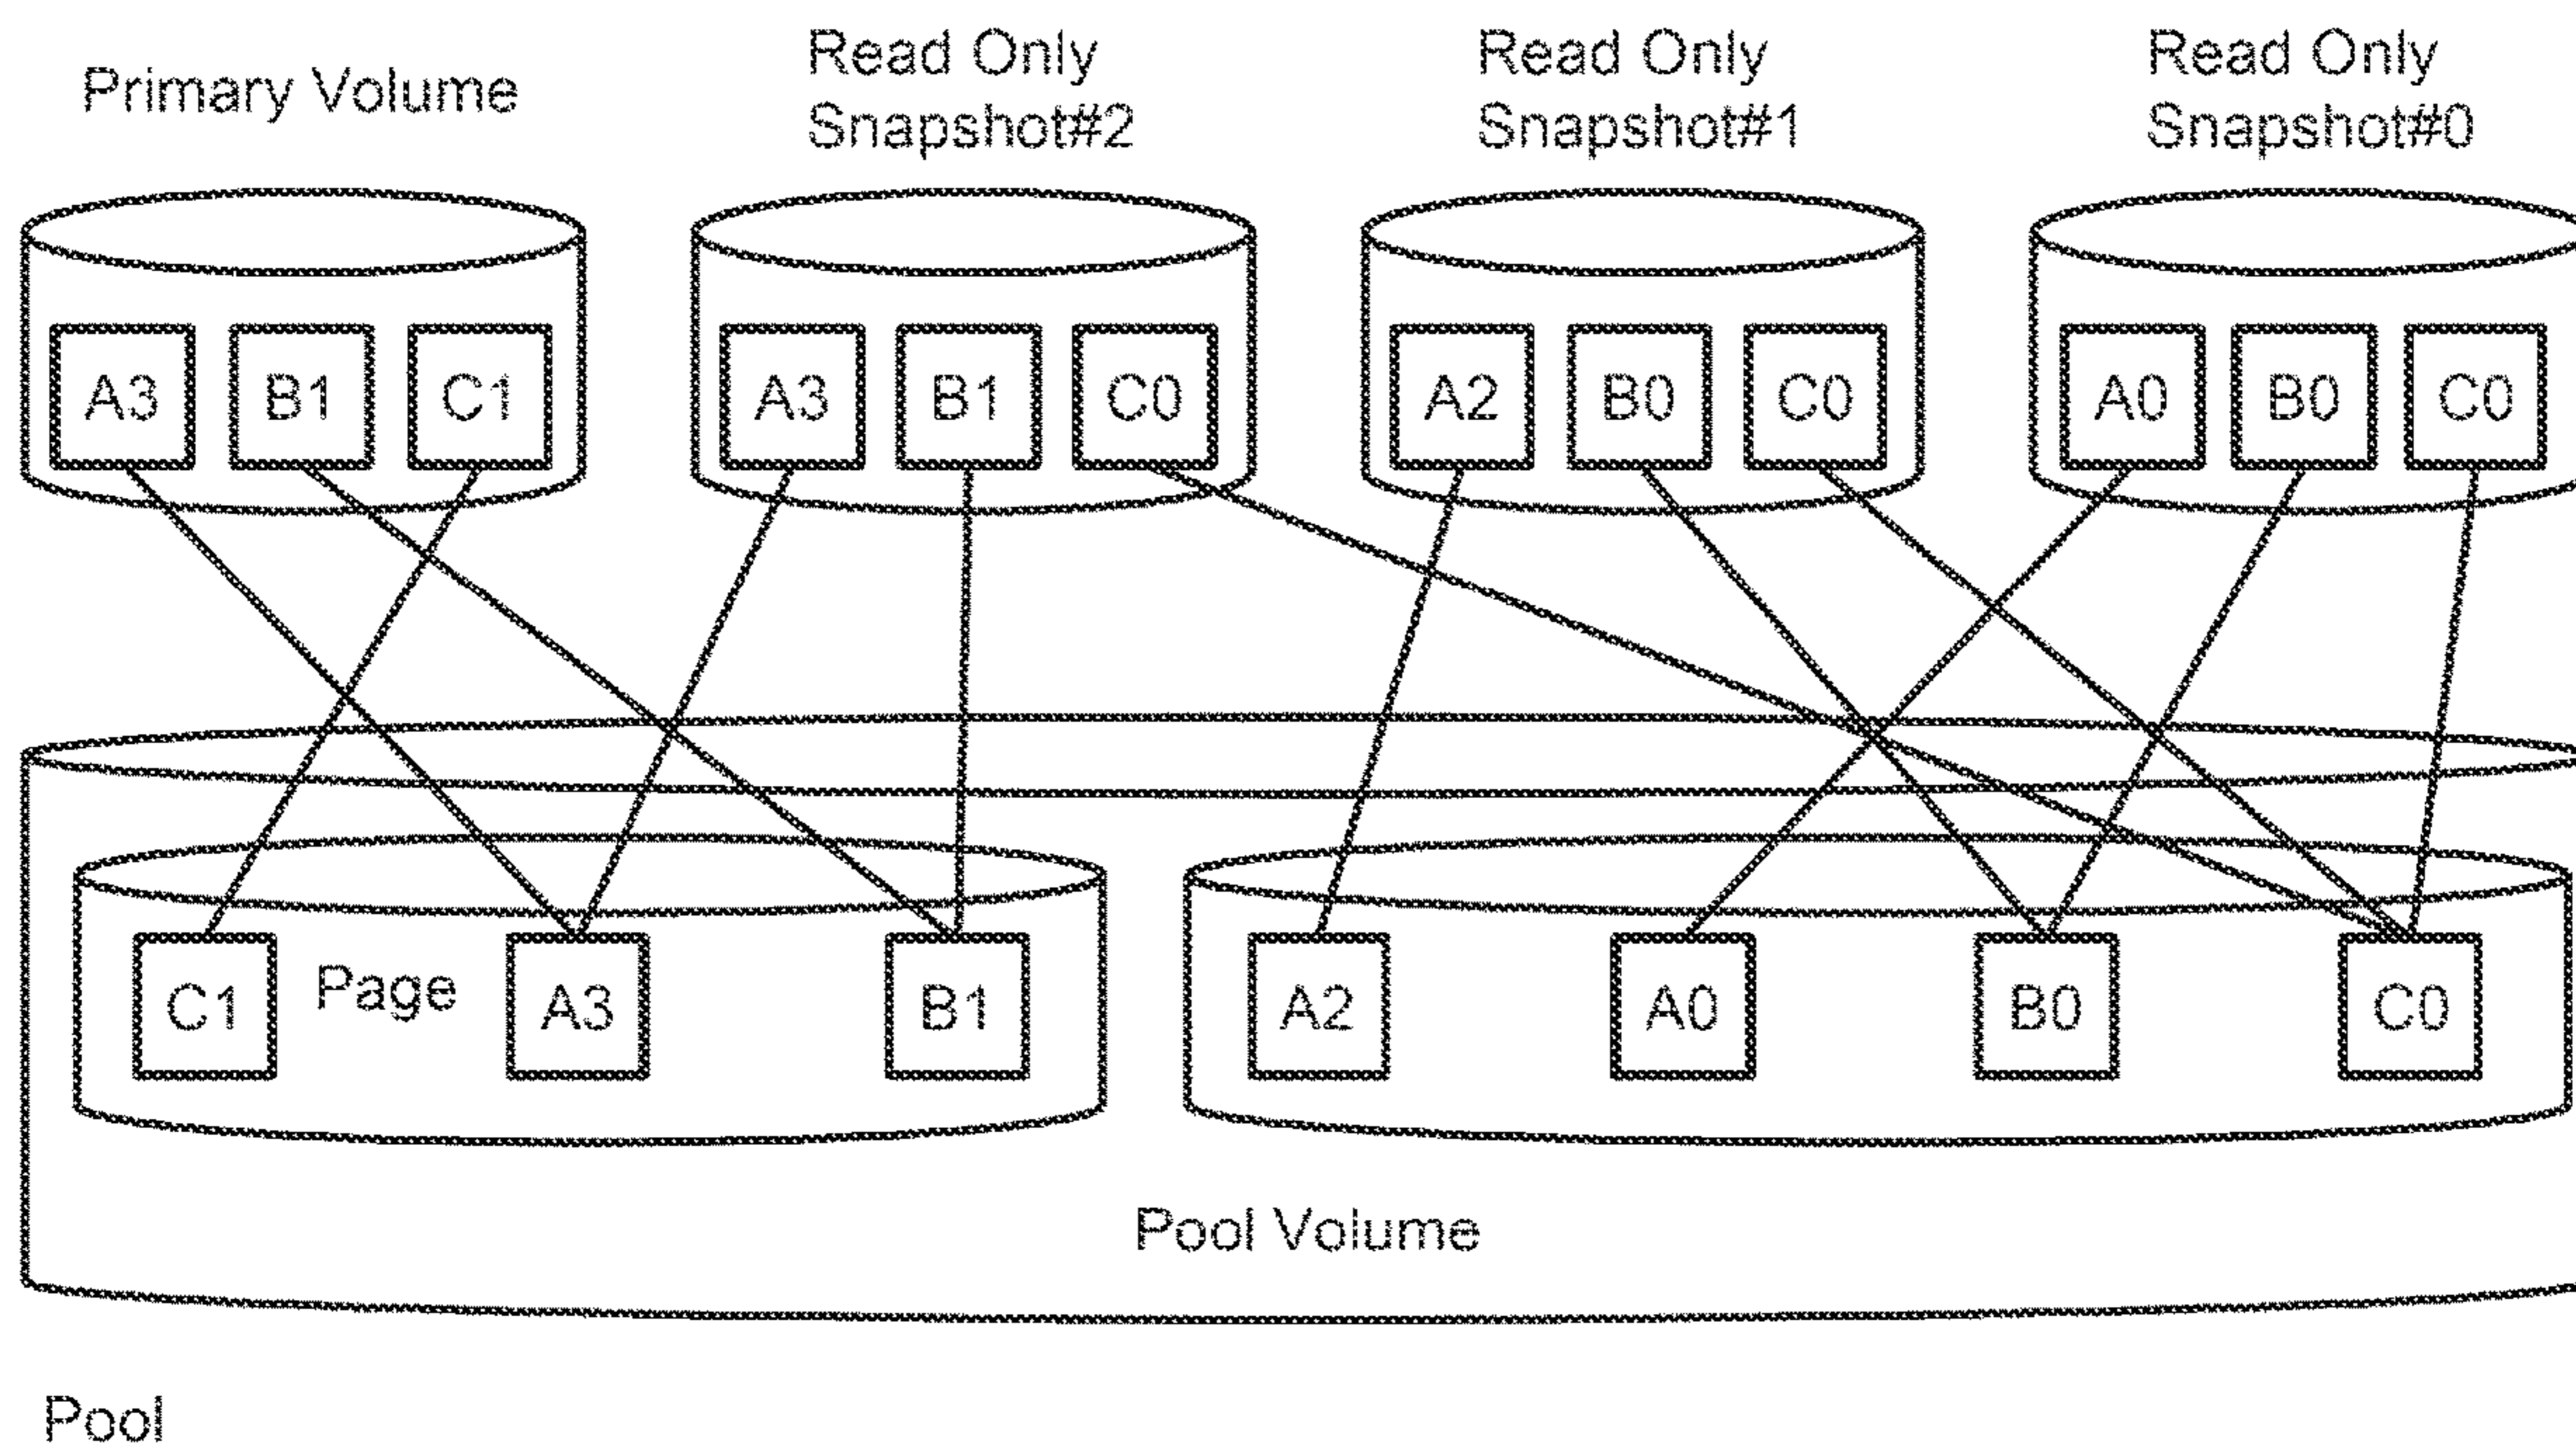 Primary Volume
Read Only
Snapshot#2
Read Only
Snapshot#1
Read Only
Snapshot#0
A3 B1 C1
A3 B1 C0
A2 B0 C0
A0 B0 C0
C1 Page A3 B1
A2 A0 B0 C0
Pool Volume
Pool